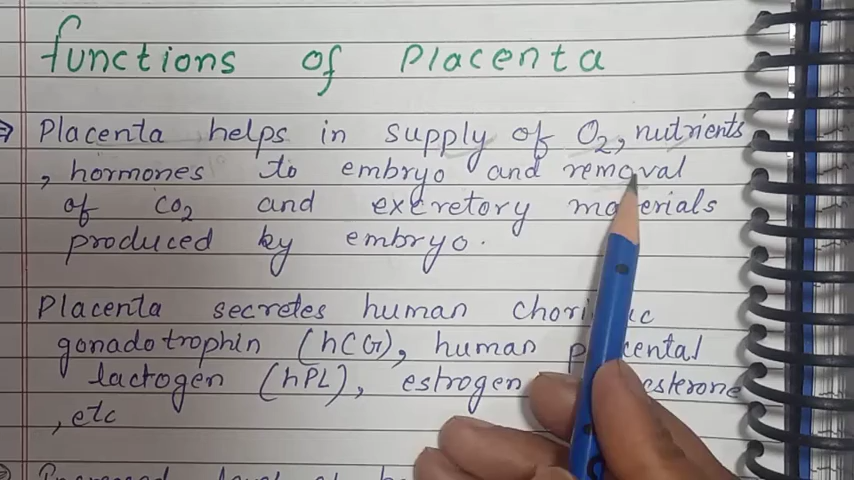 functions of Placenta
⇒ Placenta helps in supply of O₂, nutrients
, hormones to embryo and removal
of CO₂ and excretory materials
produced by embryo.
Placenta secretes human
gonadotrophin (hCG), human
lactogen (hPL), estrogen
, etc